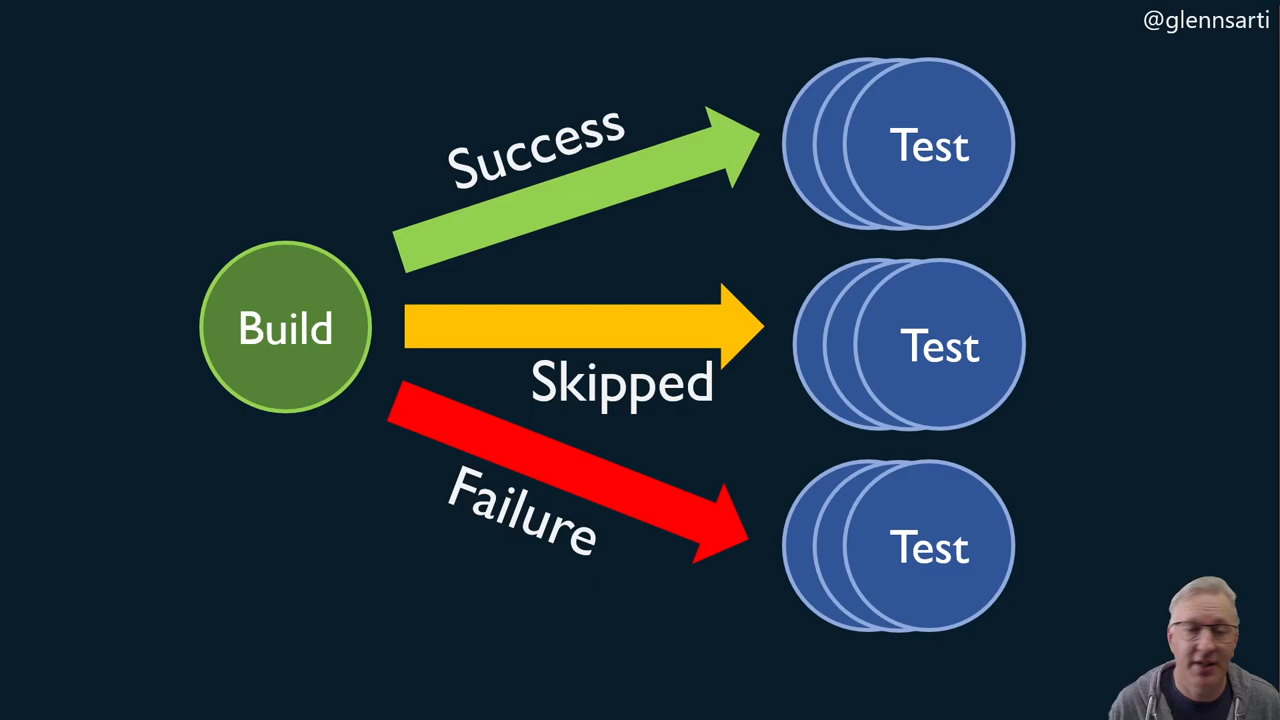 @glennsarti
Success
Test
Build
Test
Skipped
Failure
Test